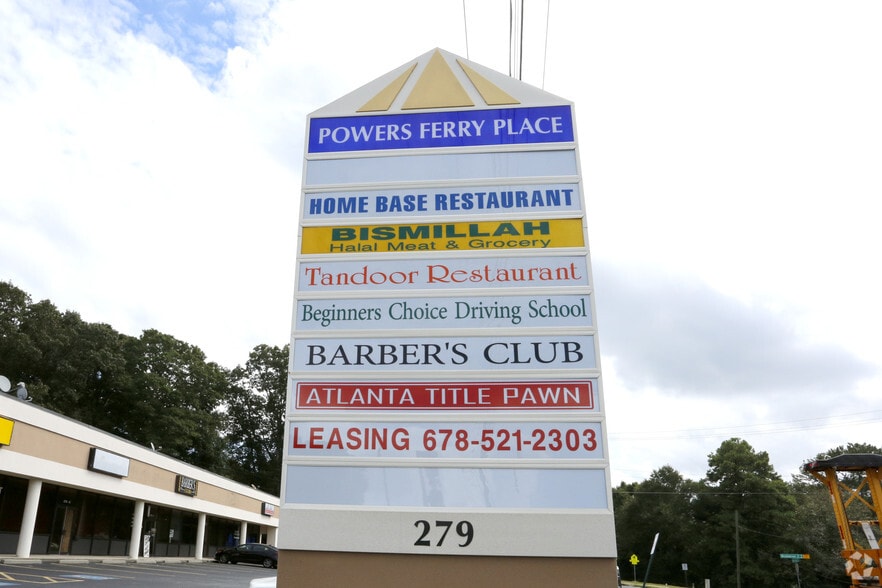 POWERS FERRY PLACE
HOME BASE RESTAURANT
BISMILLAH
Halal Meat & Grocery
Tandoor Restaurant
Beginners Choice Driving School
BARBER'S CLUB
ATLANTA TITLE PAWN
LEASING 678-521-2303
279
BARBER'S